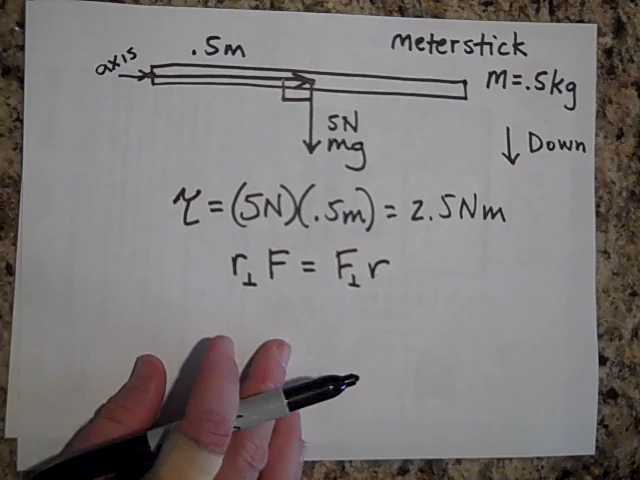 axis .5m meterstick
m=.5kg
5N
mg
↓ Down
τ = (5N)(.5m) = 2.5Nm
r⊥ F = F⊥ r